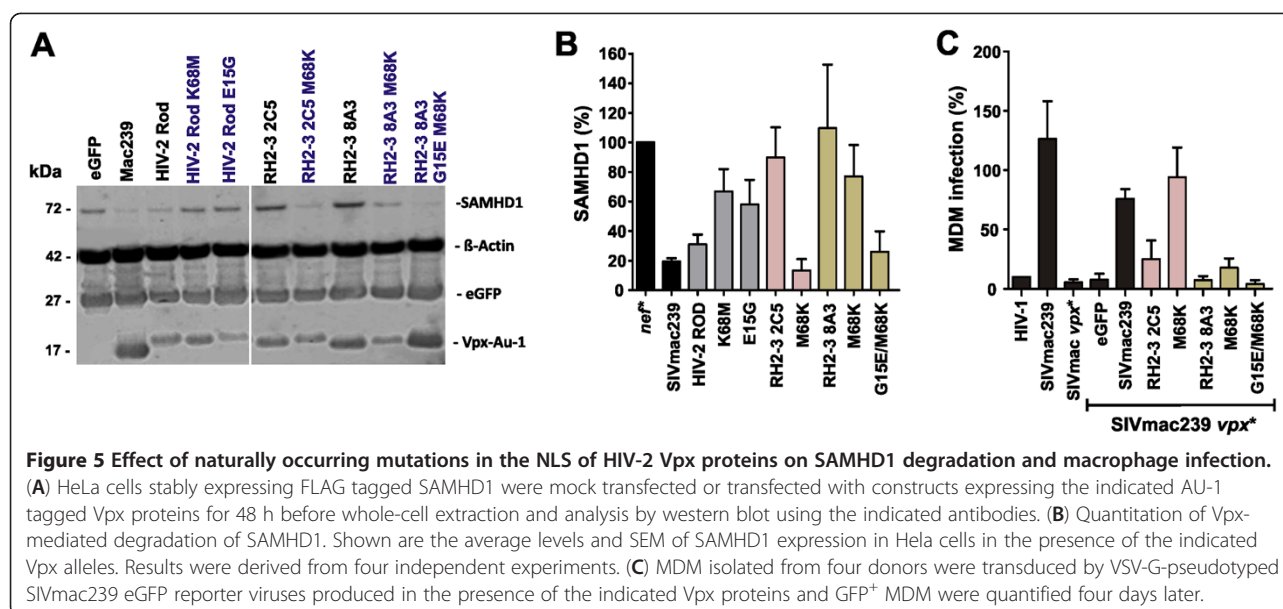 A
eGFP
Mac239
HIV-2 Rod
HIV-2 Rod K68M
HIV-2 Rod E15G
RH2-3 2C5
RH2-3 2C5 M68K
RH2-3 8A3
RH2-3 8A3 M68K
RH2-3 8A3
G15E M68K
kDa
72 -
42 -
27 -
17 -
-SAMHD1
-ß-Actin
- eGFP
- Vpx-Au-1
B
SAMHD1 (%)
160
140
120
100
80
60
40
20
0
nef*
SIVmac239
HIV-2 ROD
K68M
E15G
RH2-3 2C5
M68K
RH2-3 8A3
M68K
G15E/M68K
C
MDM infection (%)
200
150
100
50
0
HIV-1
SIVmac239
SIVmac vpx*
eGFP
SIVmac239
RH2-3 2C5
M68K
RH2-3 8A3
M68K
G15E/M68K
SIVmac239 vpx*
Figure 5 Effect of naturally occurring mutations in the NLS of HIV-2 Vpx proteins on SAMHD1 degradation and macrophage infection.
(A) HeLa cells stably expressing FLAG tagged SAMHD1 were mock transfected or transfected with constructs expressing the indicated AU-1
tagged Vpx proteins for 48 h before whole-cell extraction and analysis by western blot using the indicated antibodies. (B) Quantitation of Vpx-
mediated degradation of SAMHD1. Shown are the average levels and SEM of SAMHD1 expression in Hela cells in the presence of the indicated
Vpx alleles. Results were derived from four independent experiments. (C) MDM isolated from four donors were transduced by VSV-G-pseudotyped
SIVmac239 eGFP reporter viruses produced in the presence of the indicated Vpx proteins and GFP+ MDM were quantified four days later.